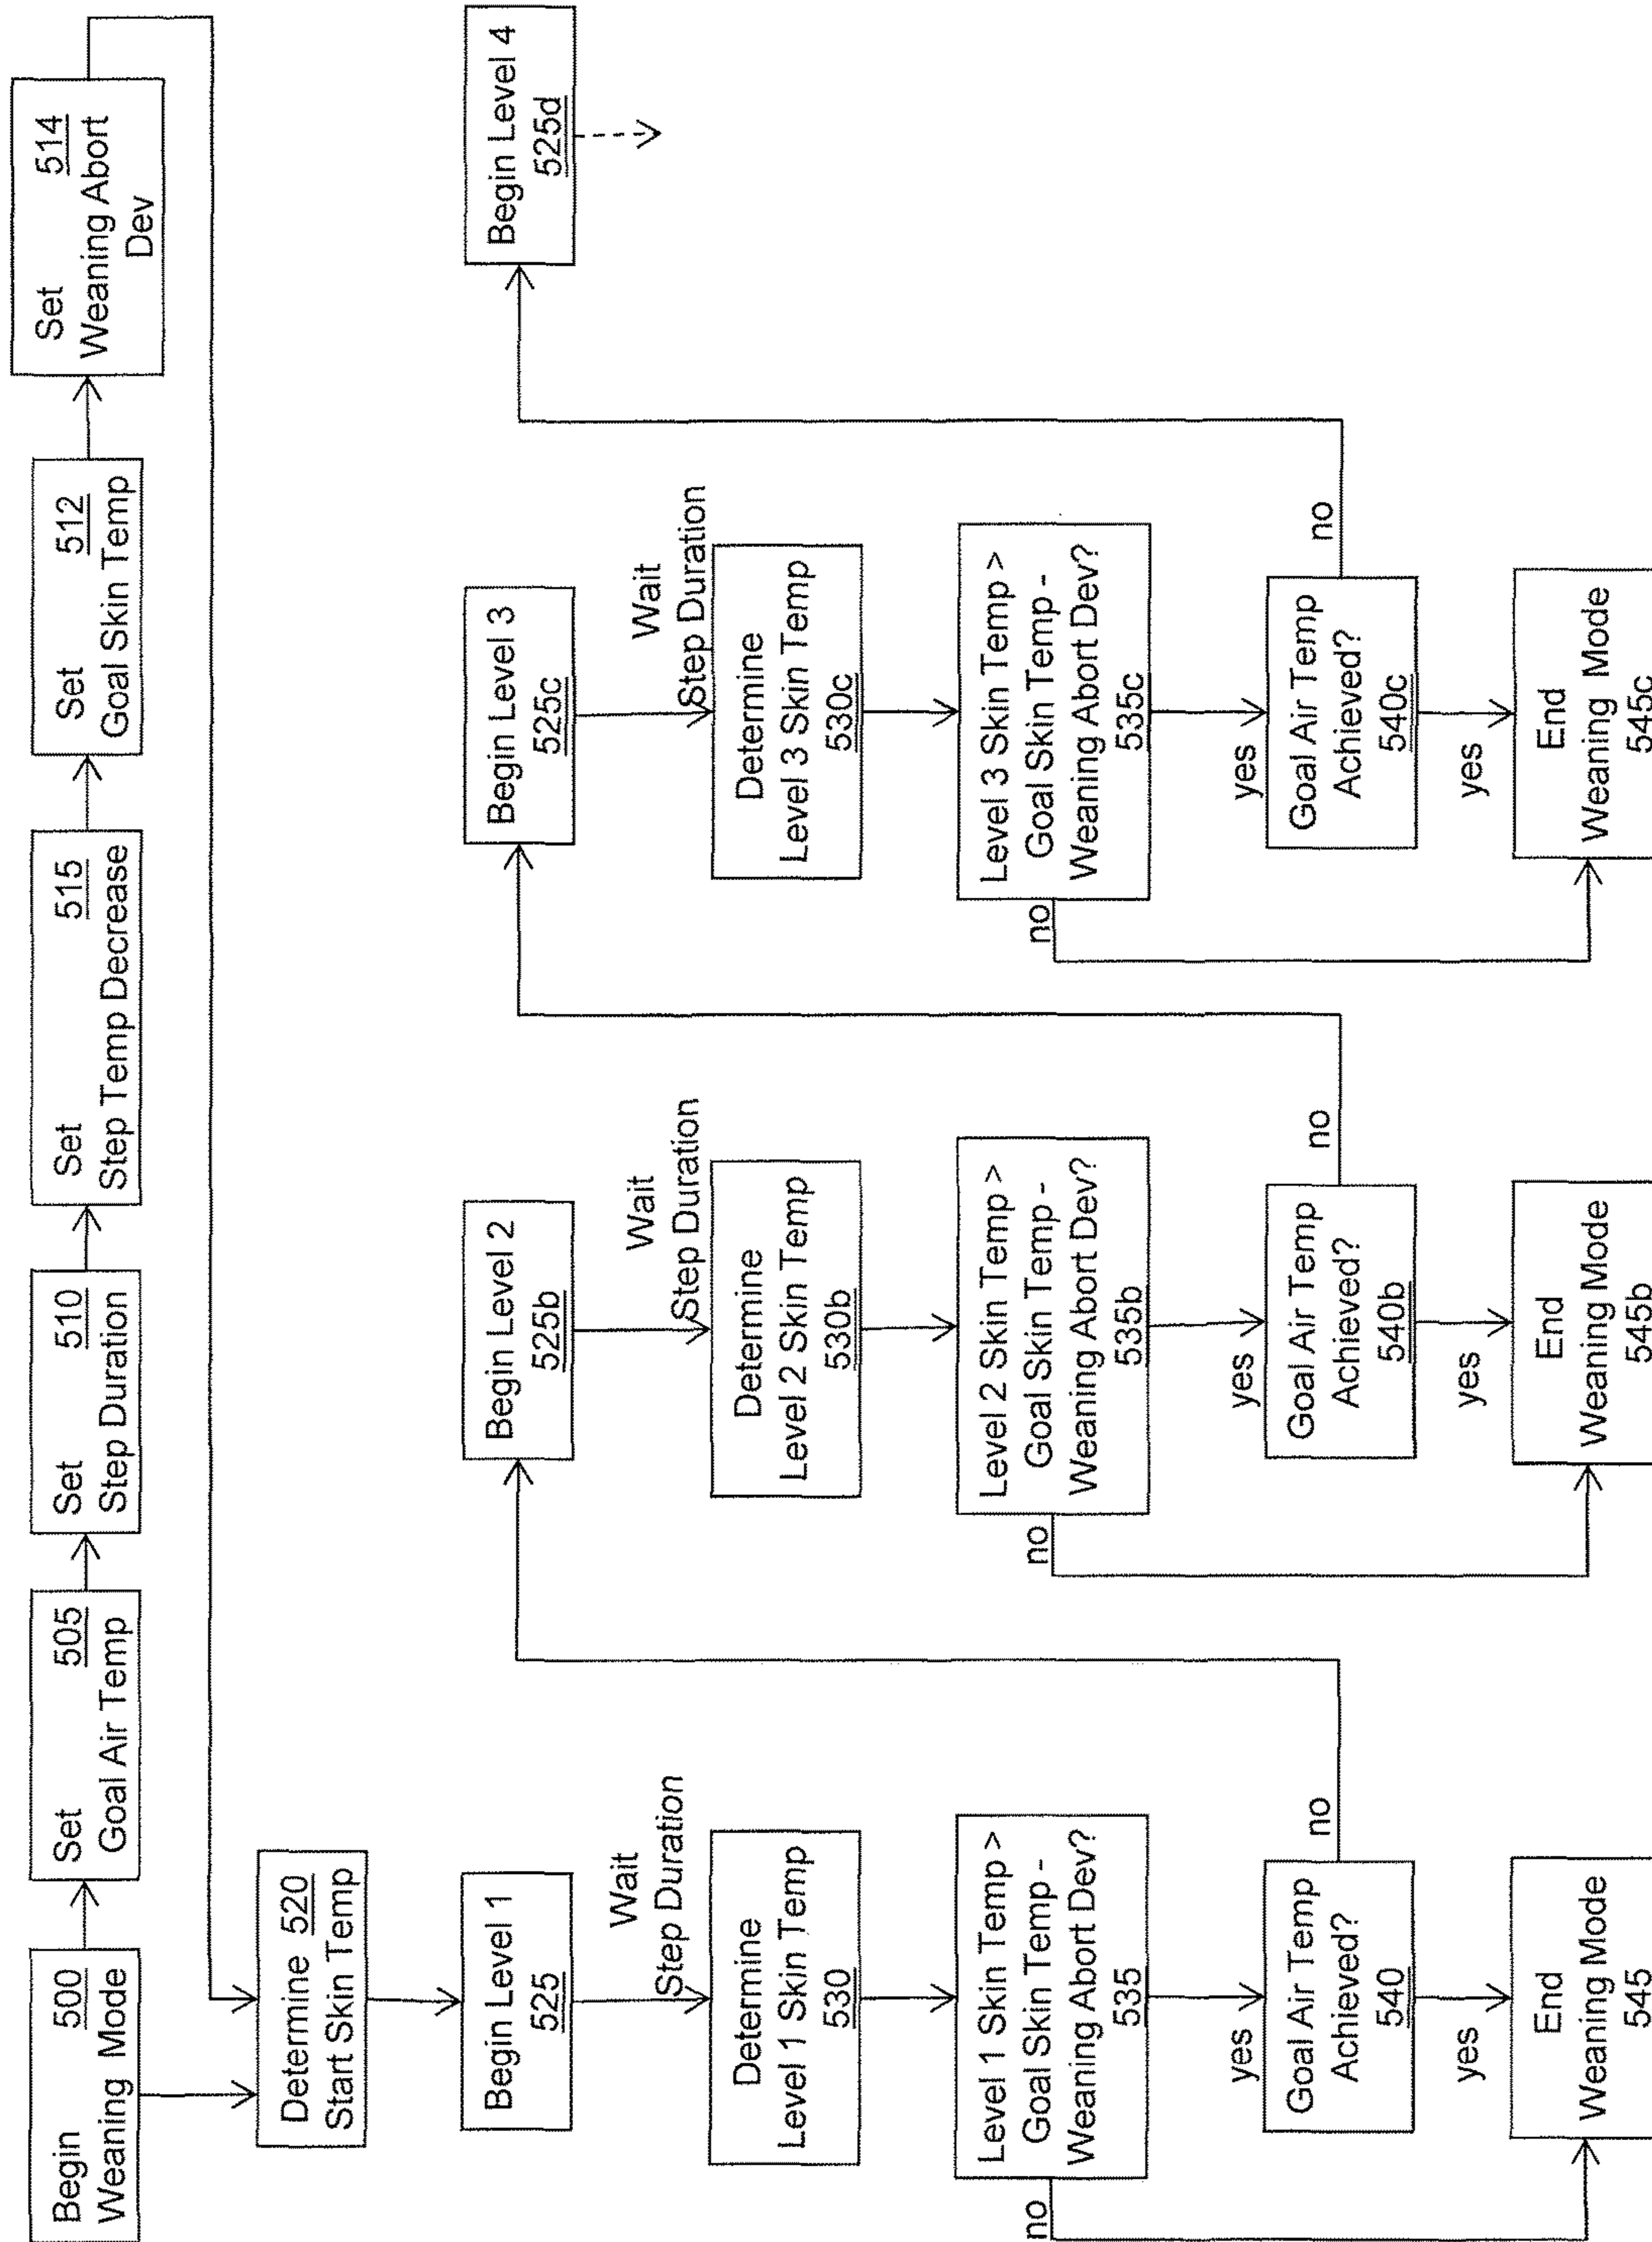 Begin 500
Weaning Mode
Set 505
Goal Air Temp
Set 510
Step Duration
Set 515
Step Temp Decrease
Set 512
Goal Skin Temp
Set 514
Weaning Abort
Dev
Determine 520
Start Skin Temp
Begin Level 1
525
Wait
Step Duration
Determine
Level 1 Skin Temp
530
Level 1 Skin Temp >
Goal Skin Temp -
Weaning Abort Dev?
535
no
yes
Goal Air Temp
Achieved?
540
no
yes
End
Weaning Mode
545
Begin Level 2
525b
Wait
Step Duration
Determine
Level 2 Skin Temp
530b
Level 2 Skin Temp >
Goal Skin Temp -
Weaning Abort Dev?
535b
no
yes
Goal Air Temp
Achieved?
540b
no
yes
End
Weaning Mode
545b
Begin Level 3
525c
Wait
Step Duration
Determine
Level 3 Skin Temp
530c
Level 3 Skin Temp >
Goal Skin Temp -
Weaning Abort Dev?
535c
no
yes
Goal Air Temp
Achieved?
540c
no
yes
End
Weaning Mode
545c
Begin Level 4
525d